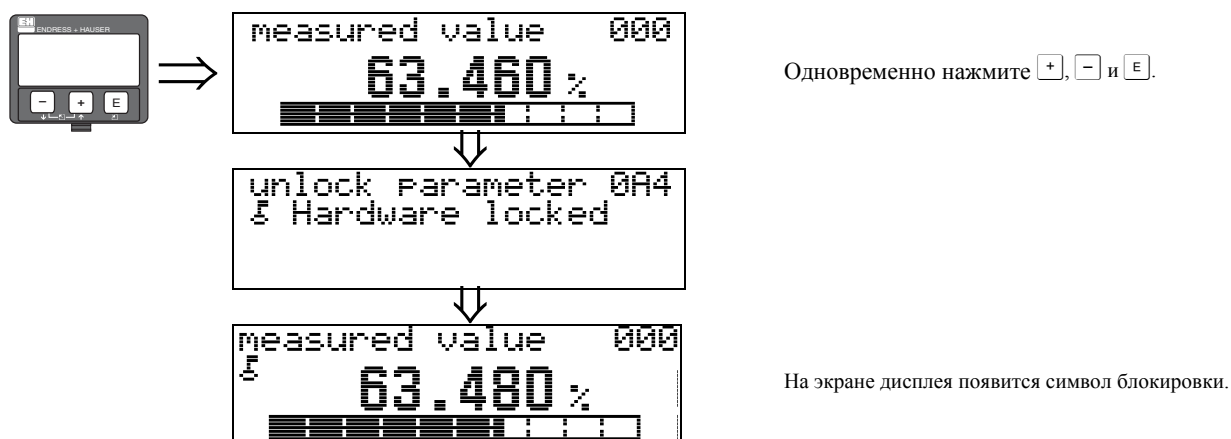 EH
ENDRESS + HAUSER
− + E
measured value 000
63.460 %
Одновременно нажмите +, − и E.
unlock parameter 0A4
Hardware locked
measured value 000
63.480 %
На экране дисплея появится символ блокировки.